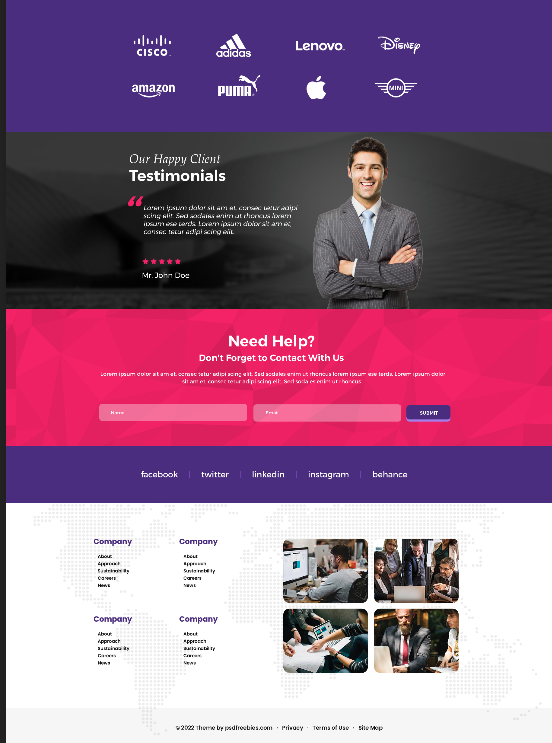 CISCO
adidas
Lenovo
Disney
amazon
PUMA
MINI
Our Happy Client
Testimonials
“
Lorem ipsum dolor sit am et, consec tetur adipi
scing elit. Sed sodales enim ut rhoncus lorem
ipsum ese terds. Lorem ipsum dolor sit am et,
consec tetur adipi scing elit.
Mr. John Doe
Need Help?
Don't Forget to Contact With Us
Lorem ipsum dolor sit am et, consec tetur adipi scing elit. Sed sodales enim ut rhoncus lorem ipsum ese terds. Lorem ipsum dolor
sit am et, consec tetur adipi scing elit. Sed soda les enim ut rhoncus
Name
Email
SUBMIT
facebook | twitter | linkedin | instagram | behance
Company
About
Approach
Sustainability
Careers
News
Company
About
Approach
Sustainability
Careers
News
Company
About
Approach
Sustainability
Careers
News
Company
About
Approach
Sustainability
Careers
News
©2022 Theme by psdfreebies.com · Privacy · Terms of Use · Site Map